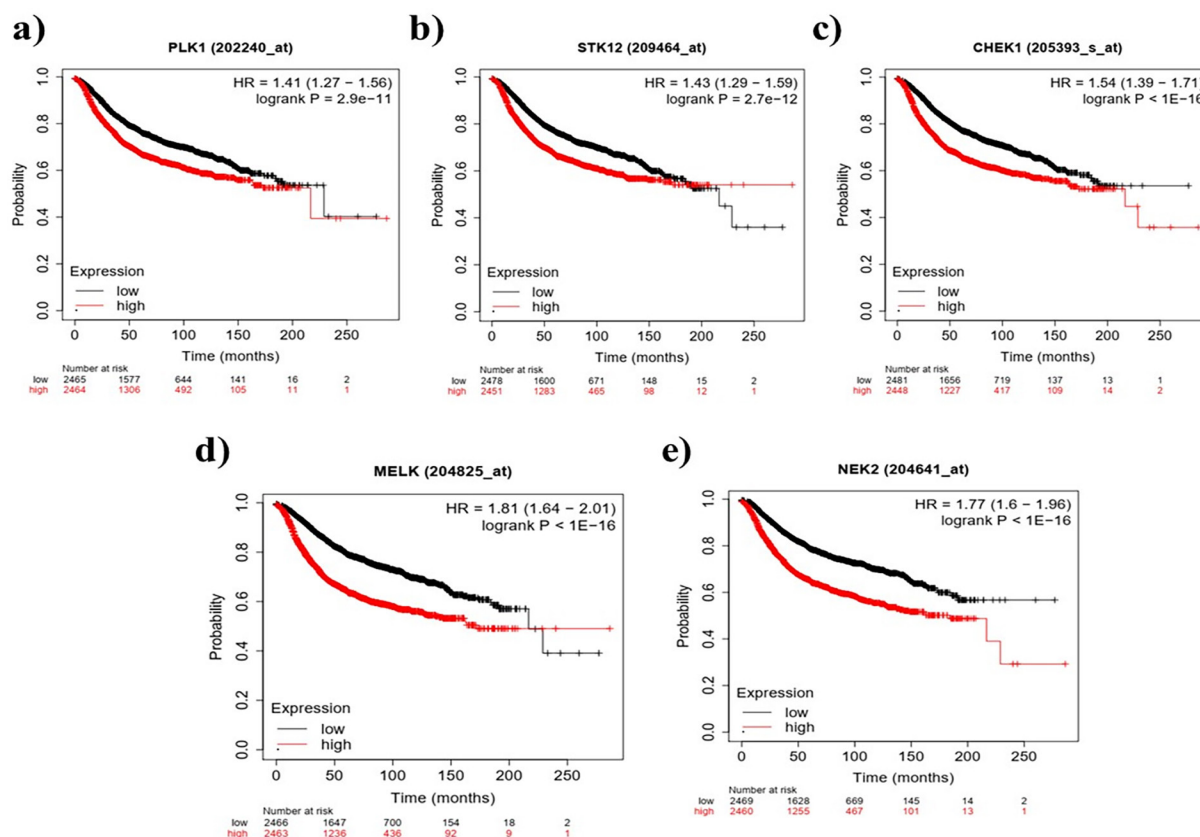 a)
PLK1 (202240_at)
HR = 1.41 (1.27 − 1.56)
logrank P = 2.9e−11
Probability
1.0
0.8
0.6
0.4
0.2
0.0
Expression
low
high
0 50 100 150 200 250
Time (months)
Number at risk
low 2465 1577 644 141 16 2
high 2464 1306 492 105 11 1
b)
STK12 (209464_at)
HR = 1.43 (1.29 − 1.59)
logrank P = 2.7e−12
Probability
1.0
0.8
0.6
0.4
0.2
0.0
Expression
low
high
0 50 100 150 200 250
Time (months)
Number at risk
low 2478 1600 671 148 15 2
high 2451 1283 465 98 12 1
c)
CHEK1 (205393_s_at)
HR = 1.54 (1.39 − 1.71)
logrank P < 1E−16
Probability
1.0
0.8
0.6
0.4
0.2
0.0
Expression
low
high
0 50 100 150 200 250
Time (months)
Number at risk
low 2481 1656 719 137 13 1
high 2448 1227 417 109 14 2
d)
MELK (204825_at)
HR = 1.81 (1.64 − 2.01)
logrank P < 1E−16
Probability
1.0
0.8
0.6
0.4
0.2
0.0
Expression
low
high
0 50 100 150 200 250
Time (months)
Number at risk
low 2466 1647 700 154 18 2
high 2463 1236 436 92 9 1
e)
NEK2 (204641_at)
HR = 1.77 (1.6 − 1.96)
logrank P < 1E−16
Probability
1.0
0.8
0.6
0.4
0.2
0.0
Expression
low
high
0 50 100 150 200 250
Time (months)
Number at risk
low 2469 1628 669 145 14 2
high 2460 1255 467 101 13 1